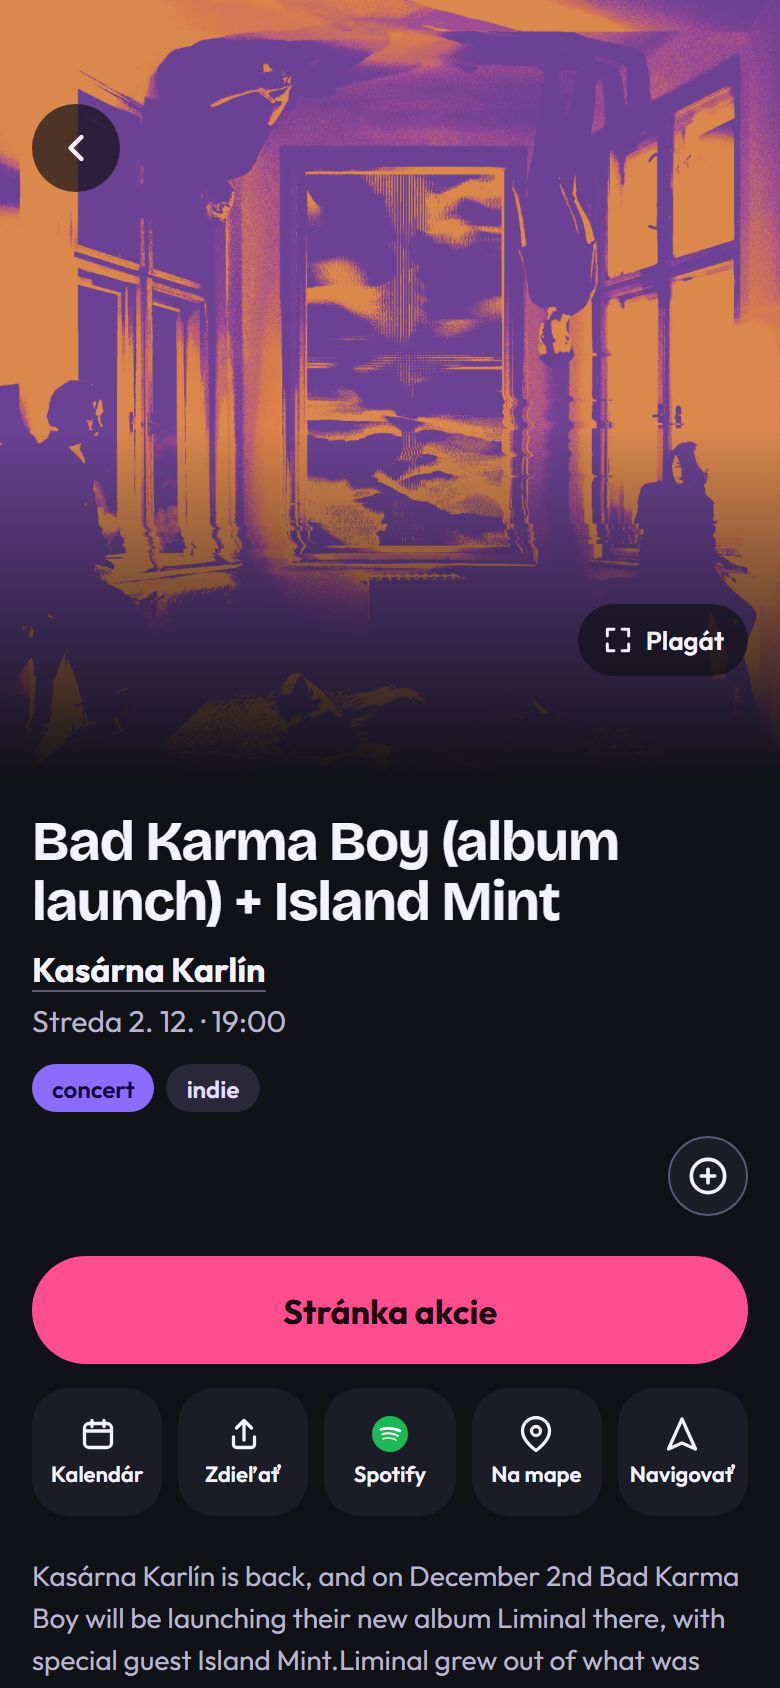 Plagát
Bad Karma Boy (album
launch) + Island Mint
Kasárna Karlín
Streda 2. 12. · 19:00
concert indie
Stránka akcie
Kalendár Zdieľať Spotify Na mape Navigovať
Kasárna Karlín is back, and on December 2nd Bad Karma
Boy will be launching their new album Liminal there, with
special guest Island Mint.Liminal grew out of what was